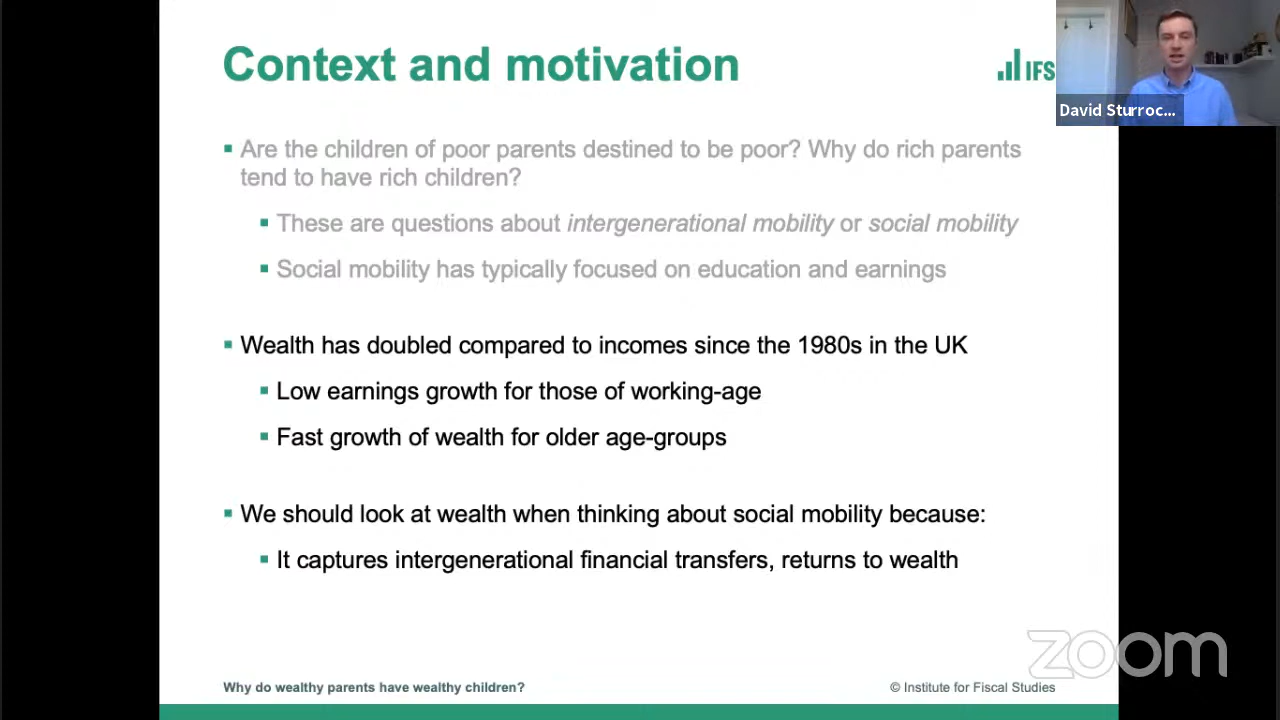 Context and motivation
IFS
David Sturroc...
Are the children of poor parents destined to be poor? Why do rich parents
tend to have rich children?
These are questions about intergenerational mobility or social mobility
Social mobility has typically focused on education and earnings
Wealth has doubled compared to incomes since the 1980s in the UK
Low earnings growth for those of working-age
Fast growth of wealth for older age-groups
We should look at wealth when thinking about social mobility because:
It captures intergenerational financial transfers, returns to wealth
zoom
Why do wealthy parents have wealthy children?
© Institute for Fiscal Studies